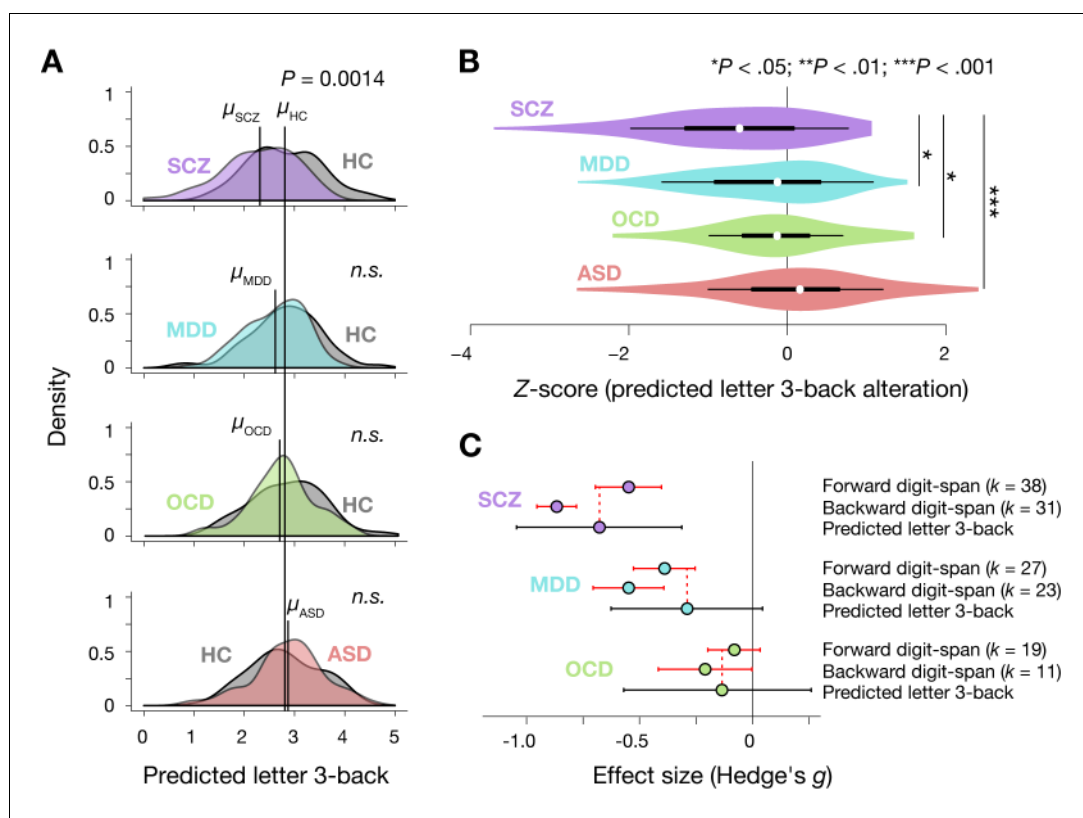 A
P = 0.0014
μSCZ
μHC
SCZ
HC
1
0.5
0
n.s.
μMDD
MDD
HC
1
0.5
0
n.s.
μOCD
OCD
HC
1
0.5
0
n.s.
μASD
HC
ASD
1
0.5
0
Density
0 1 2 3 4 5
Predicted letter 3-back
B
*P < .05; **P < .01; ***P < .001
SCZ
MDD
OCD
ASD
*
*
***
−4 −2 0 2
Z-score (predicted letter 3-back alteration)
C
SCZ
Forward digit-span (k = 38)
Backward digit-span (k = 31)
Predicted letter 3-back
MDD
Forward digit-span (k = 27)
Backward digit-span (k = 23)
Predicted letter 3-back
OCD
Forward digit-span (k = 19)
Backward digit-span (k = 11)
Predicted letter 3-back
-1.0 -0.5 0
Effect size (Hedge's g)